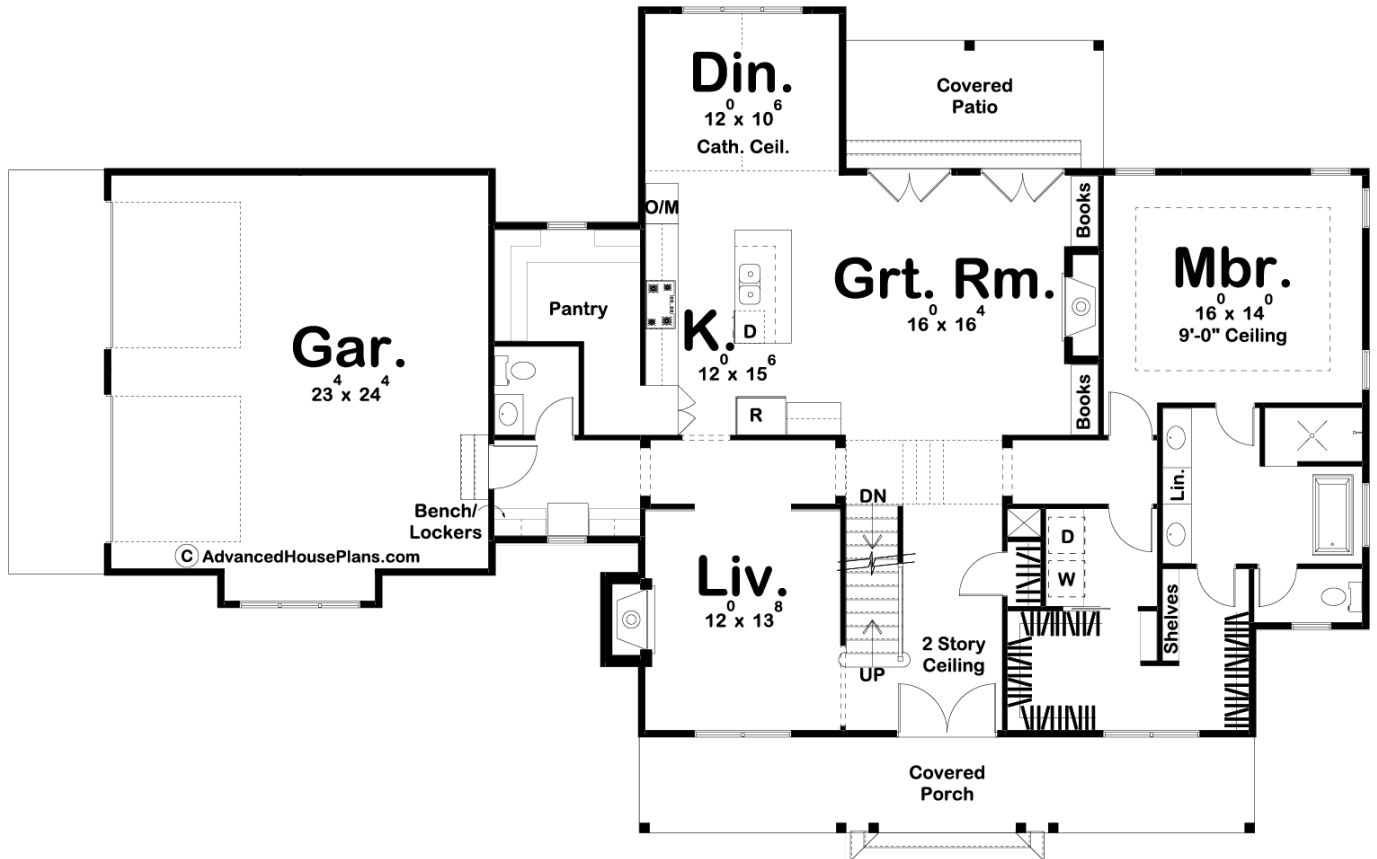 Din.
12⁰ x 10⁶
Cath. Ceil.
Covered
Patio
O/M
Books
Pantry
K.
12⁰ x 15⁶
D
R
Grt. Rm.
16⁰ x 16⁴
Books
Mbr.
16⁰ x 14⁰
9'-0" Ceiling
Gar.
23⁴ x 24⁴
Bench/
Lockers
© AdvancedHousePlans.com
Liv.
12⁰ x 13⁸
DN
UP
2 Story
Ceiling
D
W
Lin.
Shelves
Covered
Porch